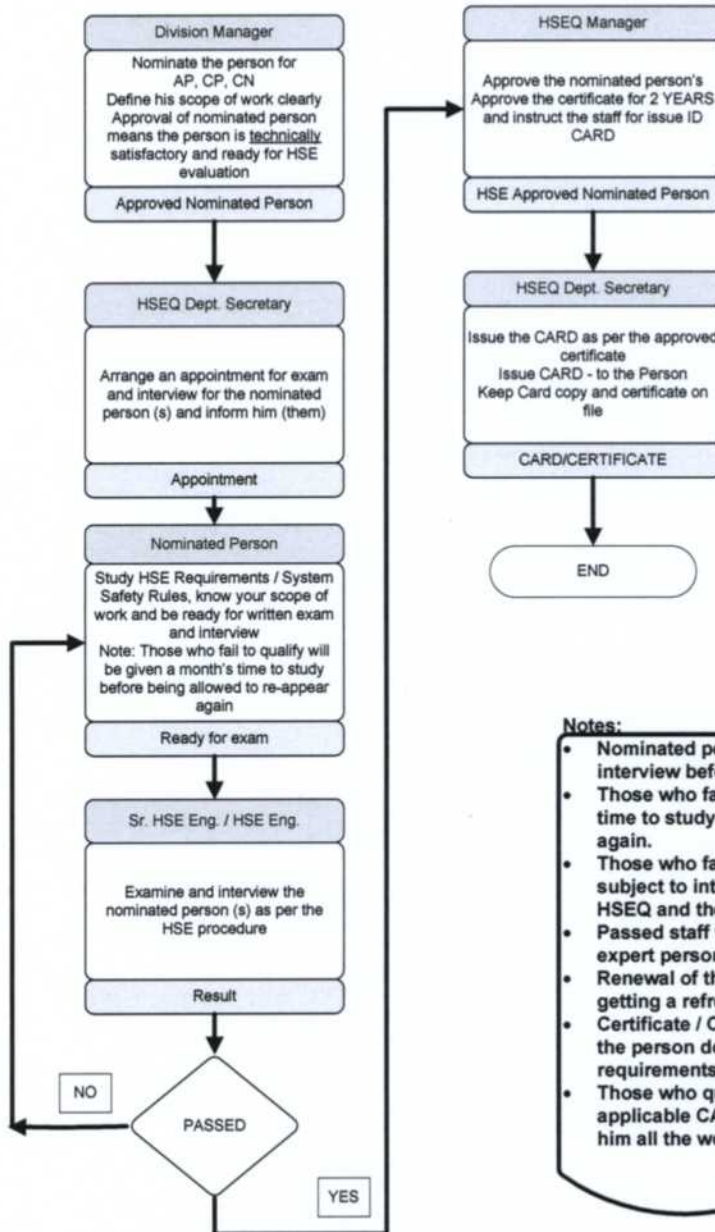 Division Manager
Nominate the person for
AP, CP, CN
Define his scope of work clearly
Approval of nominated person
means the person is technically
satisfactory and ready for HSE
evaluation
Approved Nominated Person
HSEQ Dept. Secretary
Arrange an appointment for exam
and interview for the nominated
person (s) and inform him (them)
Appointment
Nominated Person
Study HSE Requirements / System
Safety Rules, know your scope of
work and be ready for written exam
and interview
Note: Those who fail to qualify will
be given a month's time to study
before being allowed to re-appear
again
Ready for exam
Sr. HSE Eng. / HSE Eng.
Examine and interview the
nominated person (s) as per the
HSE procedure
Result
NO
PASSED
YES
HSEQ Manager
Approve the nominated person's
Approve the certificate for 2 YEARS
and instruct the staff for issue ID
CARD
HSE Approved Nominated Person
HSEQ Dept. Secretary
Issue the CARD as per the approved
certificate
Issue CARD - to the Person
Keep Card copy and certificate on
file
CARD/CERTIFICATE
END
Notes:
• Nominated pe
interview bef
• Those who fa
time to study
again.
• Those who fa
subject to int
HSEQ and the
• Passed staff
expert person
• Renewal of th
getting a refr
• Certificate / C
the person de
requirements
• Those who qu
applicable CA
him all the wo